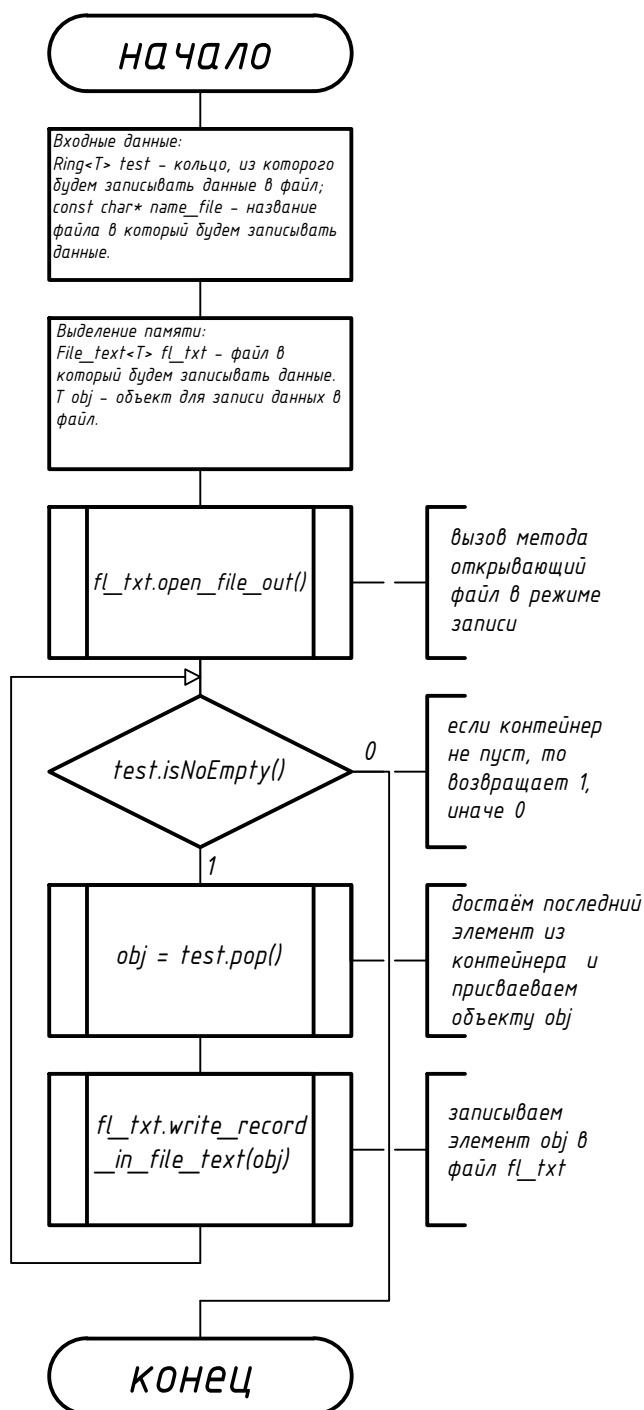 начало
Входные данные:
Ring<T> test - кольцо, из которого
будем записывать данные в файл;
const char* name_file - название
файла в который будем записывать
данные.
Выделение памяти:
File_text<T> fl_txt - файл в
который будем записывать данные.
T obj - объект для записи данных в
файл.
fl_txt.open_file_out()
вызов метода
открывающий
файл в режиме
записи
test.isNoEmpty()
0
1
если контейнер
не пуст, то
возвращает 1,
иначе 0
obj = test.pop()
достаём последний
элемент из
контейнера и
присваеваем
объекту obj
fl_txt.write_record
_in_file_text(obj)
записываем
элемент obj в
файл fl_txt
конец